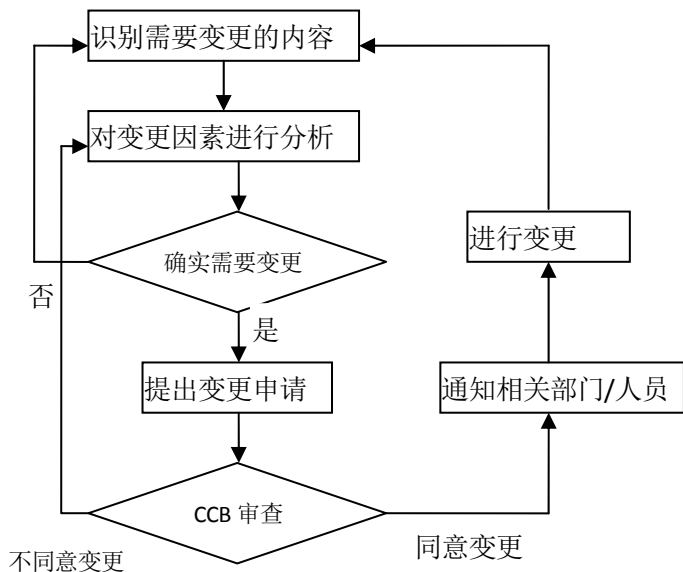 识别需要变更的内容
对变更因素进行分析
确实需要变更
进行变更
否
是
提出变更申请
通知相关部门/人员
CCB 审查
同意变更
不同意变更